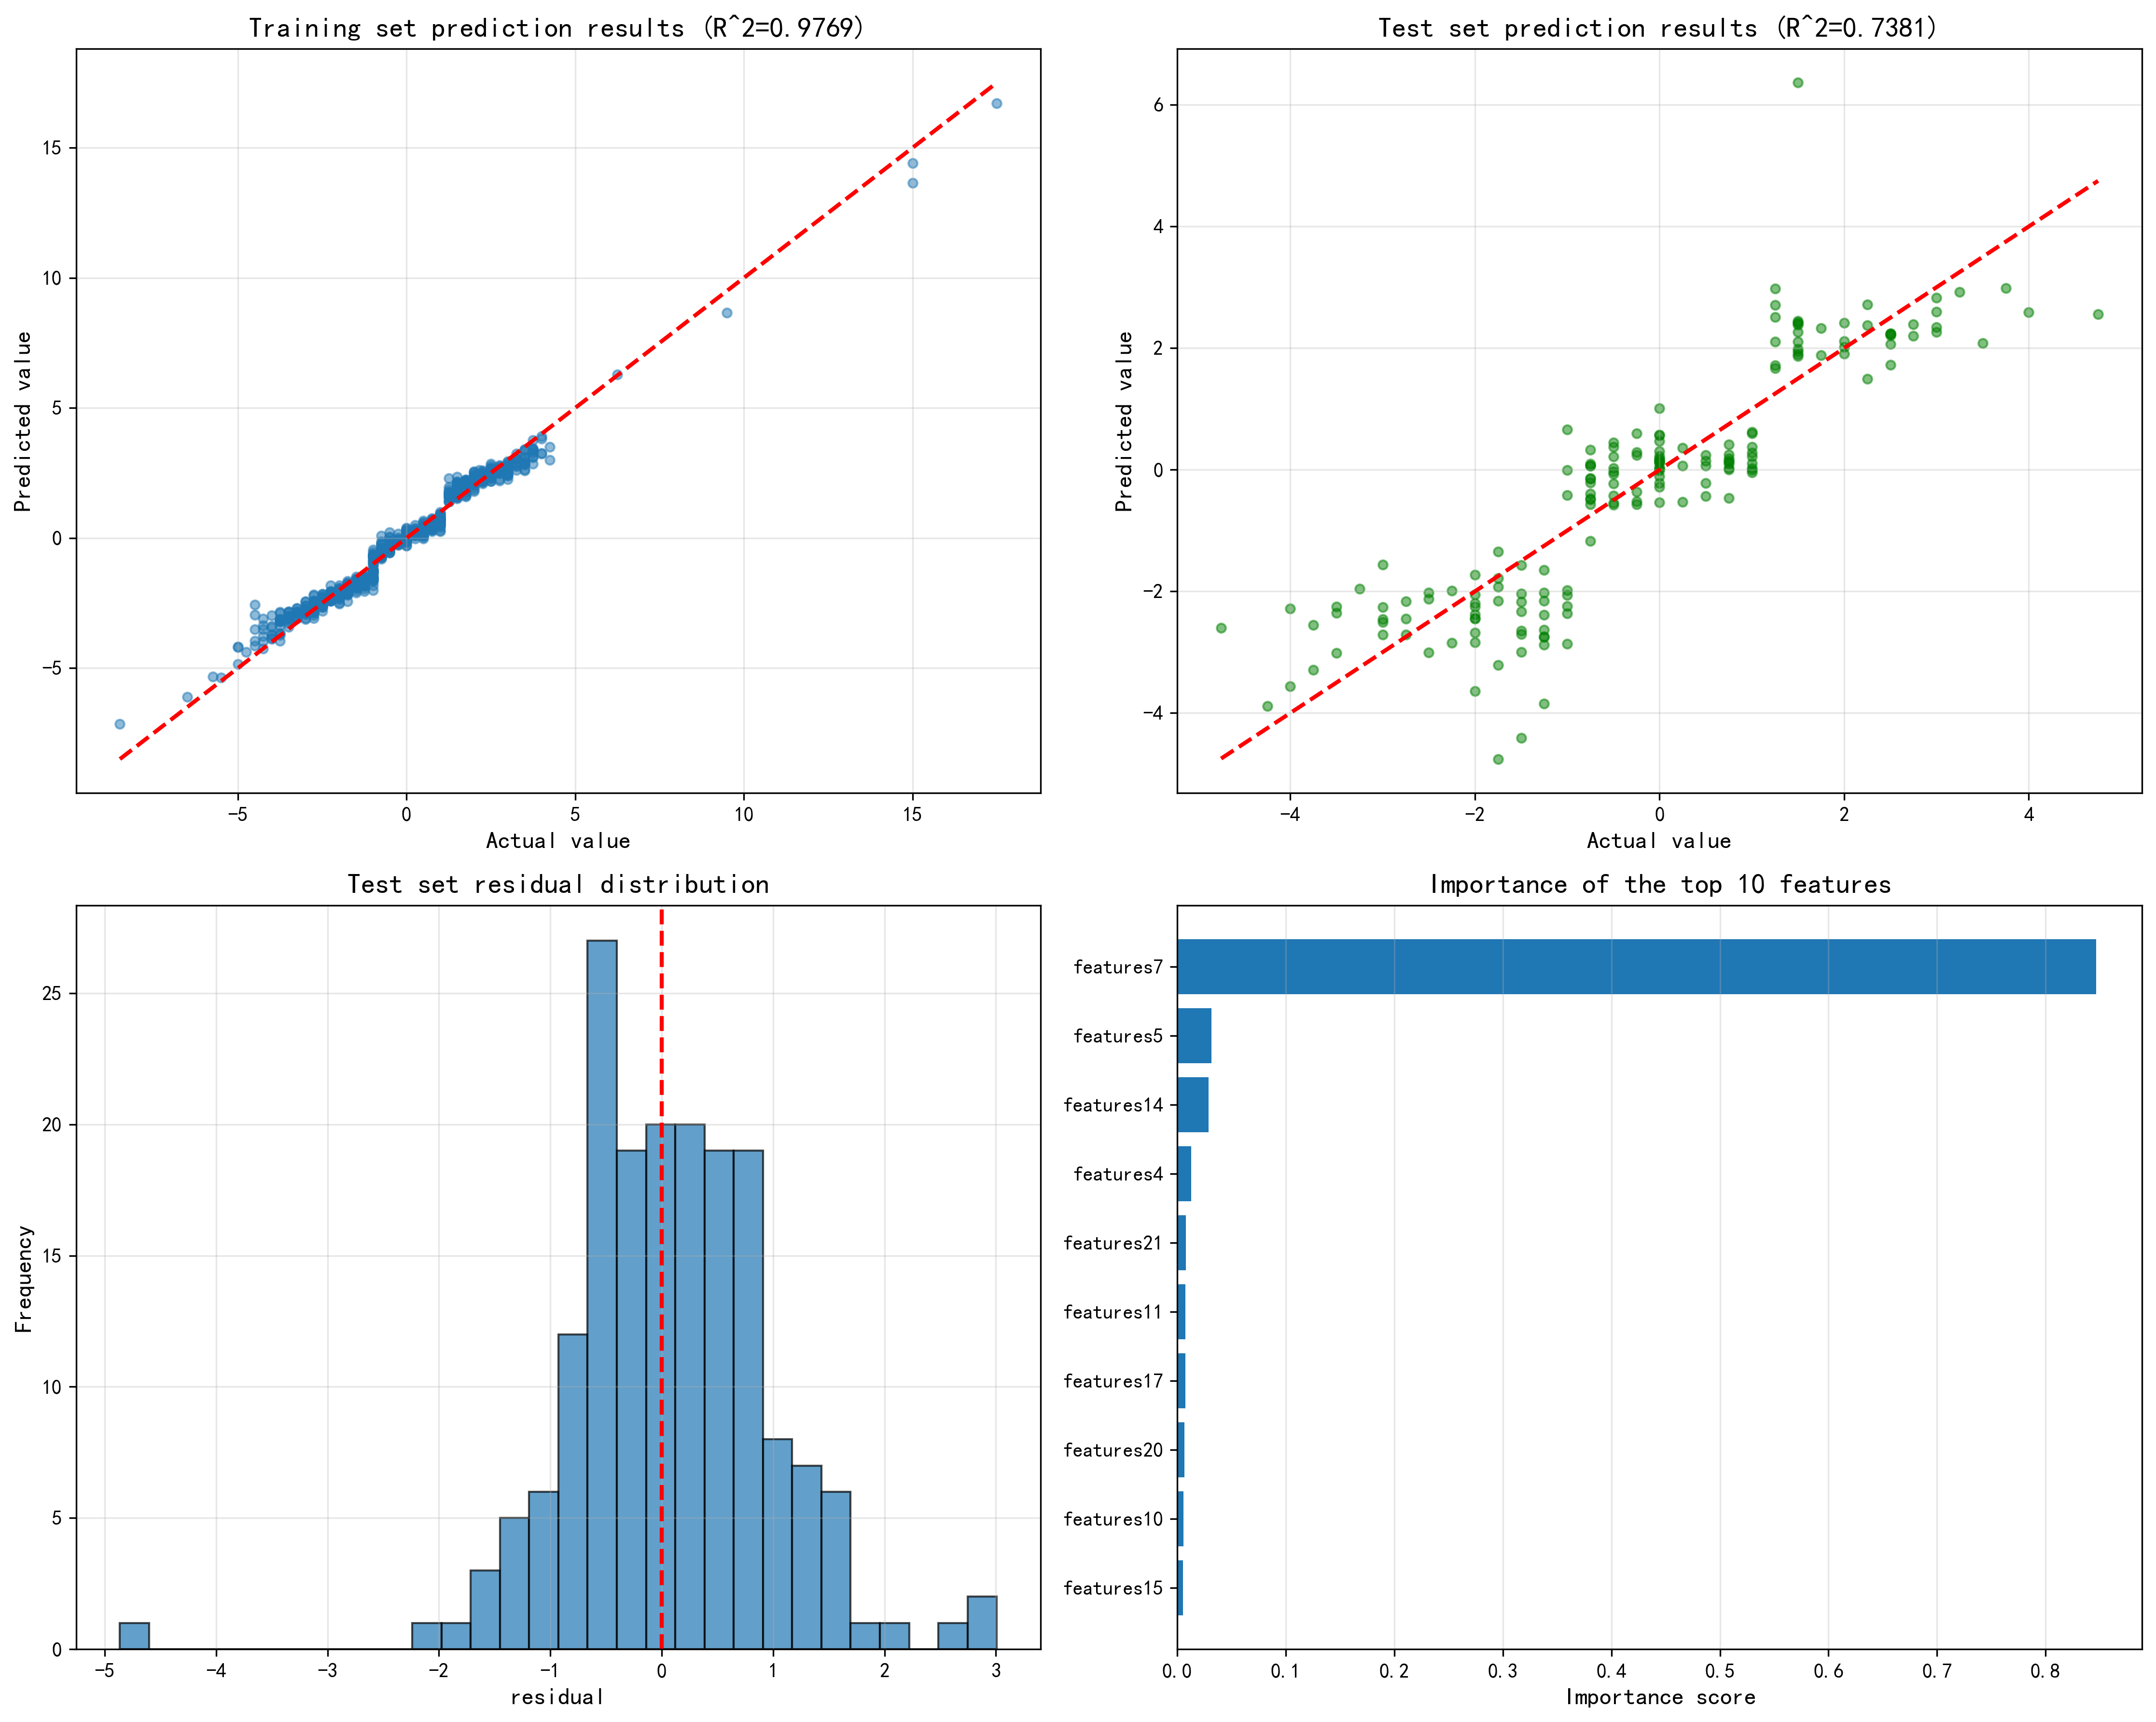 Training set prediction results (R^2=0.9769)
Predicted value
15
10
5
0
−5
−5 0 5 10 15
Actual value
Test set prediction results (R^2=0.7381)
Predicted value
6
4
2
0
−2
−4
−4 −2 0 2 4
Actual value
Test set residual distribution
Frequency
25
20
15
10
5
0
−5 −4 −3 −2 −1 0 1 2 3
residual
Importance of the top 10 features
features7
features5
features14
features4
features21
features11
features17
features20
features10
features15
0.0 0.1 0.2 0.3 0.4 0.5 0.6 0.7 0.8
Importance score